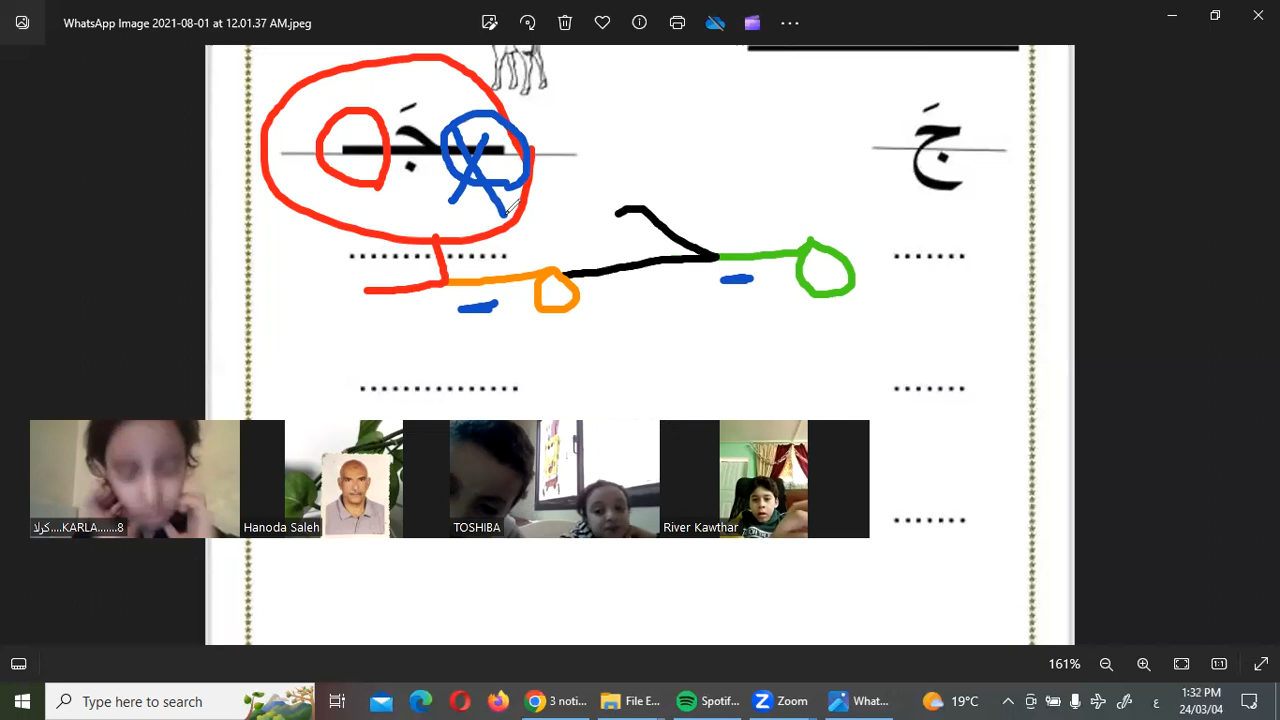 WhatsApp Image 2021-08-01 at 12.01.37 AM.jpeg
جَ ـجَـ
كارلا....KARLA.......8
Hanoda Saleh
TOSHIBA
River Kawthar
161%
Type here to search
3 noti...
File E...
Spotif...
Zoom
What...
19°C
ع
1:32 PM
24/03/04